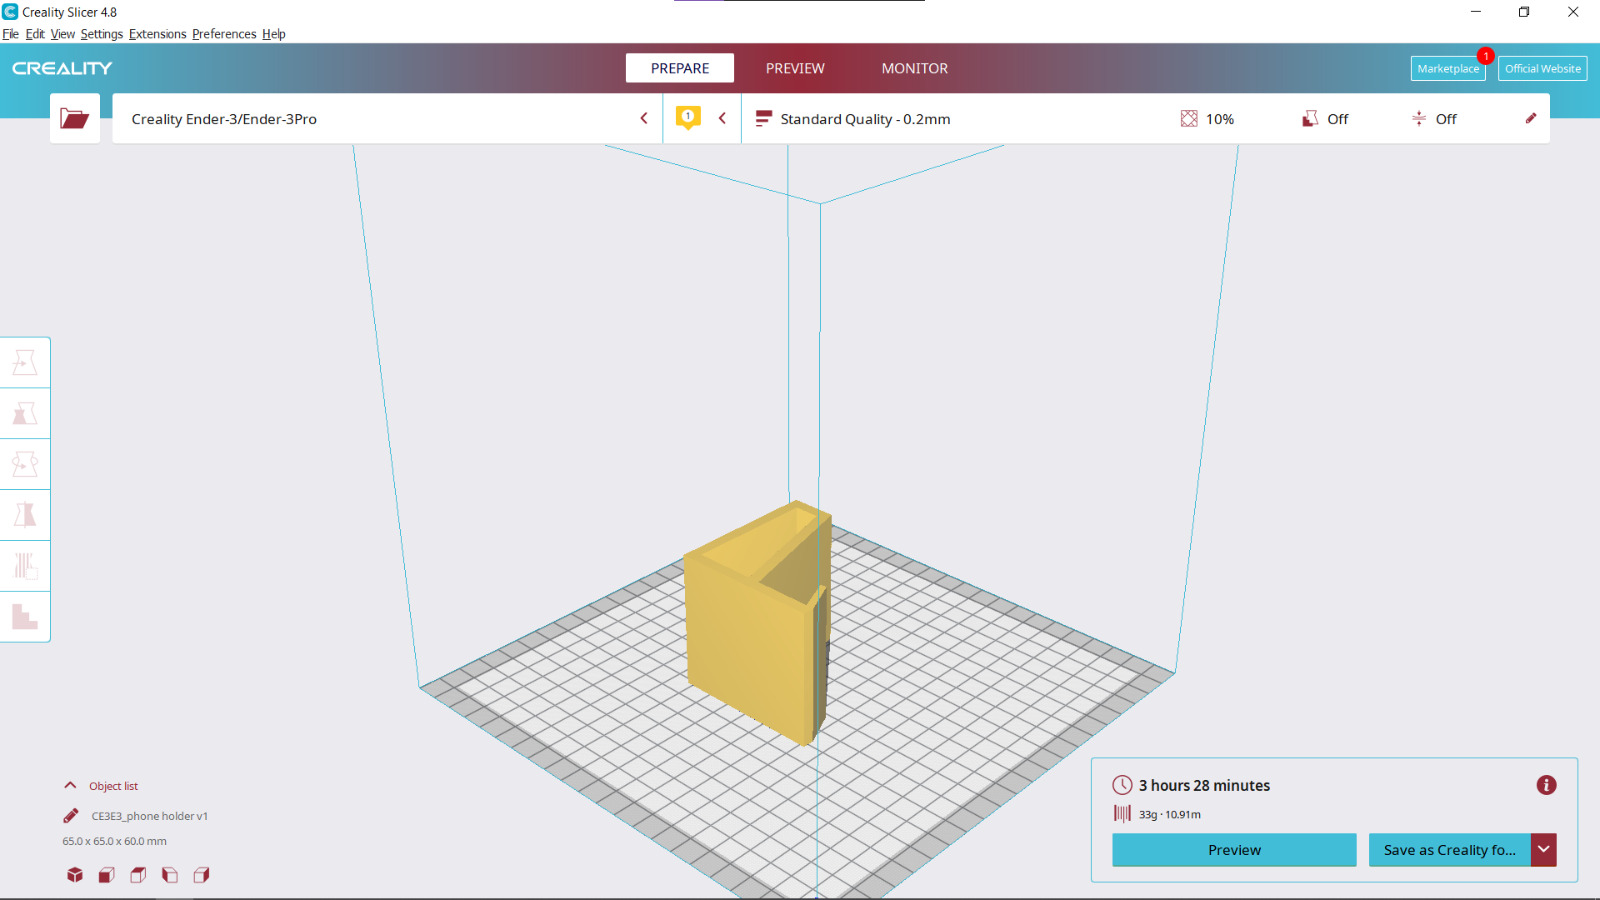 Creality Slicer 4.8
File Edit View Settings Extensions Preferences Help
CREALITY
PREPARE
PREVIEW
MONITOR
Marketplace
1
Official Website
Creality Ender-3/Ender-3Pro
1
Standard Quality - 0.2mm
10%
Off
Off
Object list
CE3E3_phone holder v1
65.0 x 65.0 x 60.0 mm
3 hours 28 minutes
33g · 10.91m
Preview
Save as Creality fo...